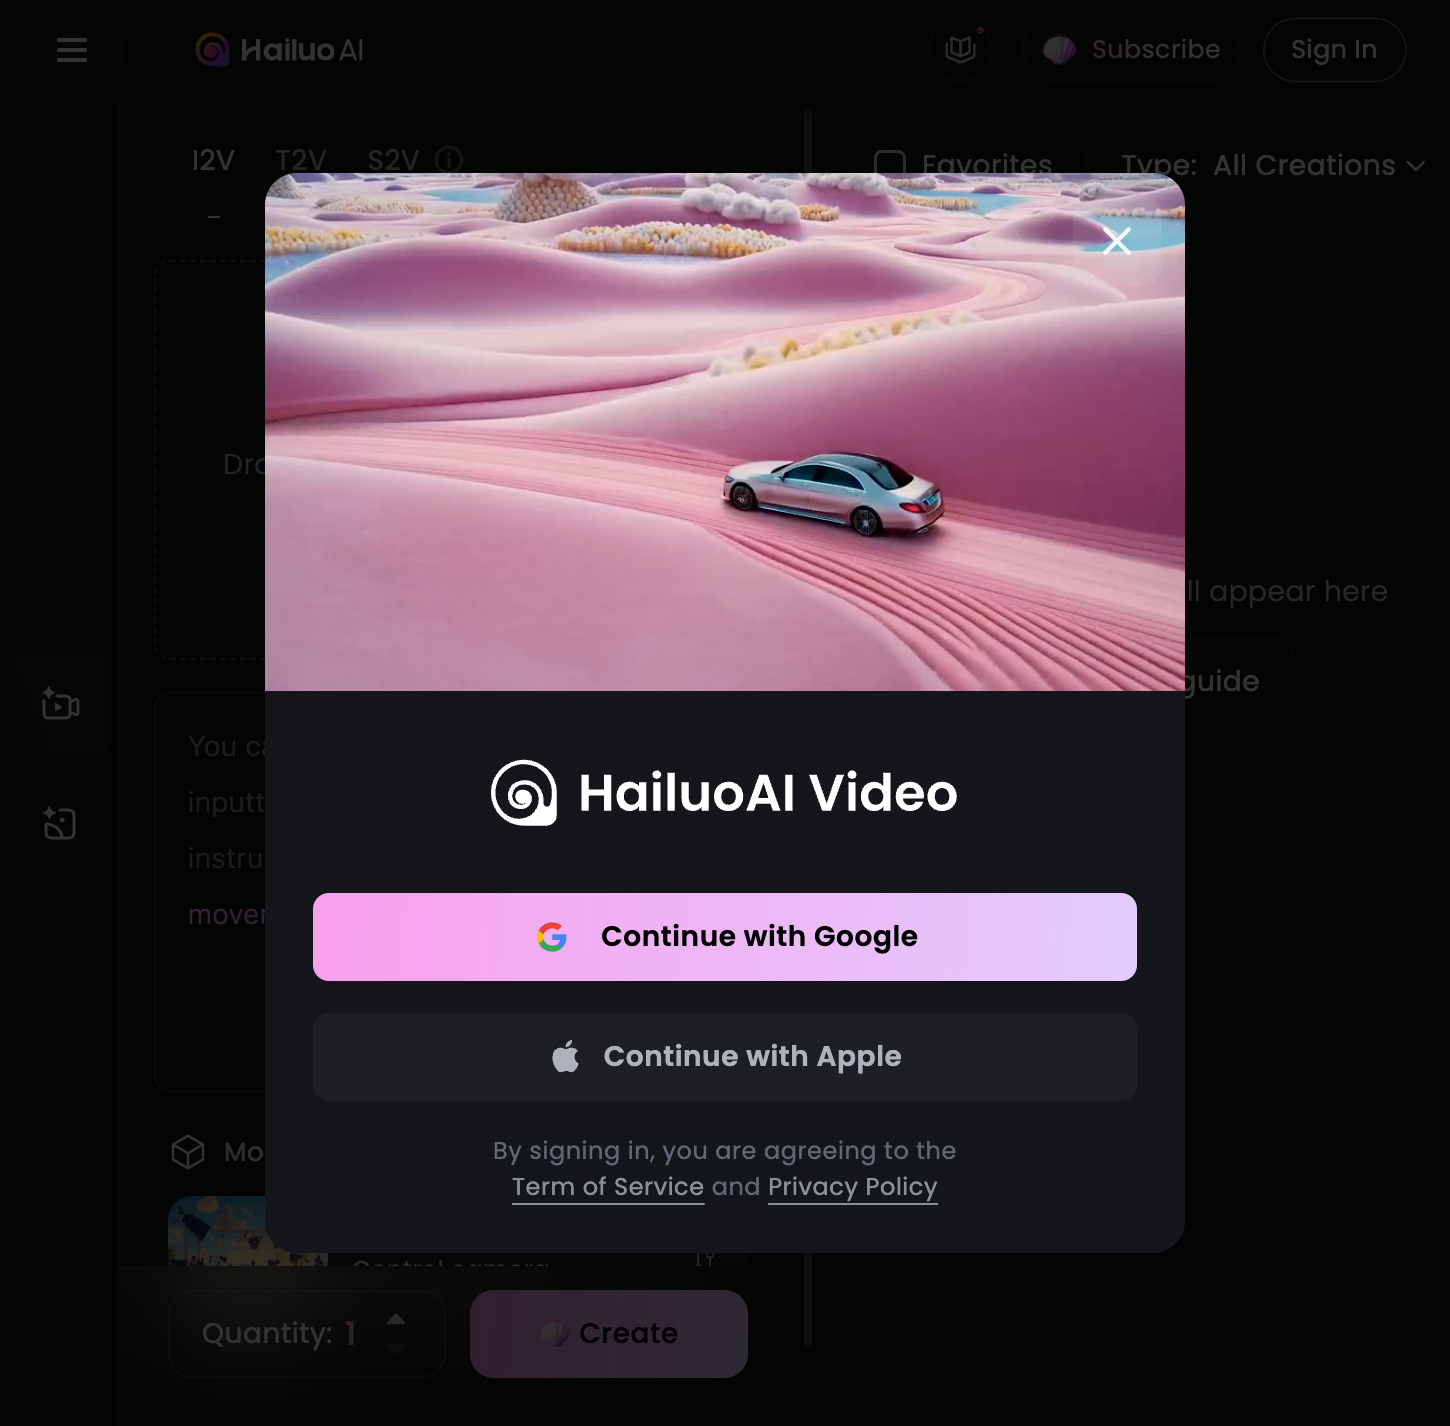 Hailuo AI
Subscribe
Sign In
I2V
T2V
S2V
Favorites
Type: All Creations
ll appear here
guide
You
inputt
instru
mover
HailuoAI Video
Continue with Google
Continue with Apple
By signing in, you are agreeing to the
Term of Service and Privacy Policy
Mo
Control camera
Quantity: 1
Create